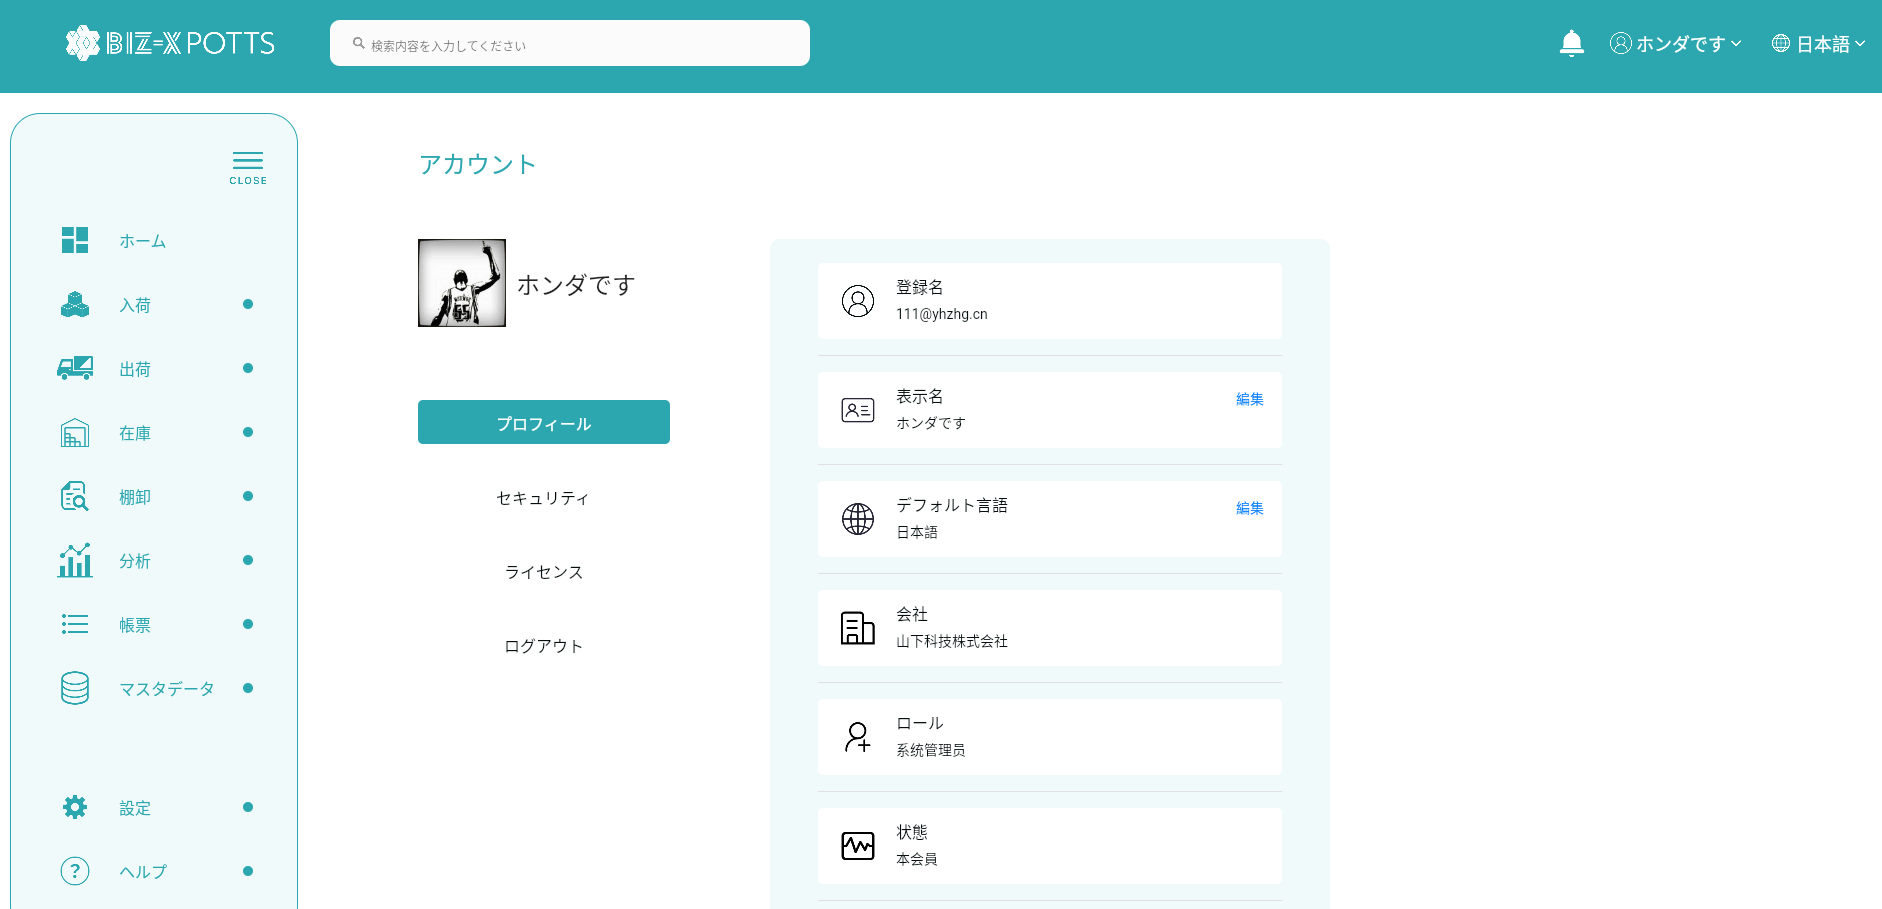 BIZ=X POTTS
検索内容を入力してください
ホンダです
日本語
CLOSE
ホーム
入荷
出荷
在庫
棚卸
分析
帳票
マスタデータ
設定
ヘルプ
アカウント
ホンダです
プロフィール
セキュリティ
ライセンス
ログアウト
登録名
111@yhzhg.cn
表示名
編集
ホンダです
デフォルト言語
編集
日本語
会社
山下科技株式会社
ロール
系统管理员
状態
本会員